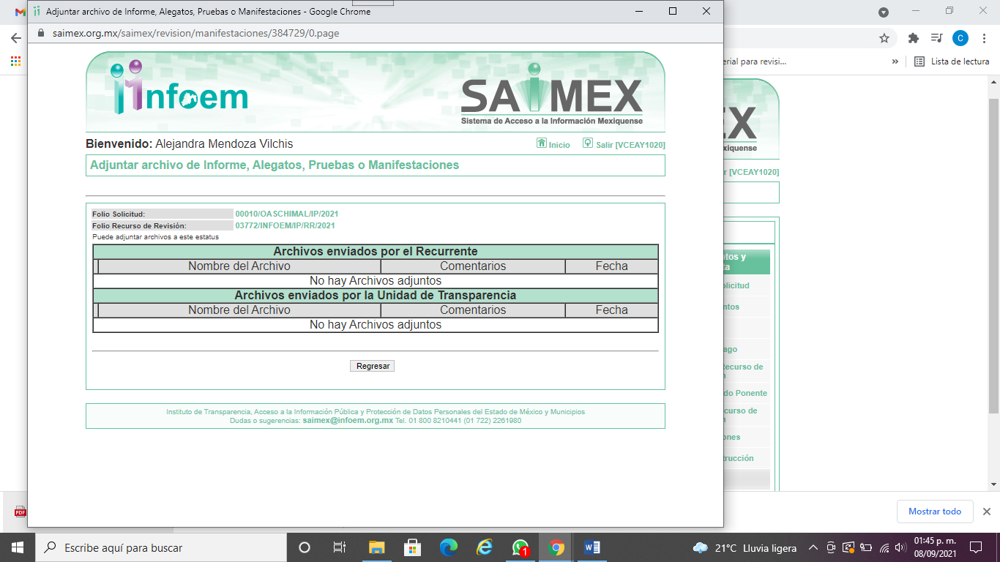 Adjuntar archivo de Informe, Alegatos, Pruebas o Manifestaciones - Google Chrome
saimex.org.mx/saimex/revision/manifestaciones/384729/0.page
C
erial para revisi...
»
Lista de lectura
infoem
SAIMEX
Sistema de Acceso a la Información Mexiquense
EX
xiquense
Bienvenido: Alejandra Mendoza Vilchis
Inicio
Salir [VCEAY1020]
r [VCEAY1020]
Adjuntar archivo de Informe, Alegatos, Pruebas o Manifestaciones
Folio Solicitud: 00010/OASCHIMAL/IP/2021
Folio Recurso de Revisión: 03772/INFOEM/IP/RR/2021
Puede adjuntar archivos a este estatus
Archivos enviados por el Recurrente
Nombre del Archivo Comentarios Fecha
No hay Archivos adjuntos
Archivos enviados por la Unidad de Transparencia
Nombre del Archivo Comentarios Fecha
No hay Archivos adjuntos
Regresar
Instituto de Transparencia, Acceso a la Información Pública y Protección de Datos Personales del Estado de México y Municipios
Dudas o sugerencias: saimex@infoem.org.mx Tel. 01 800 8210441 (01 722) 2261980
tos y
ta
olicitud
ntos
ago
Recurso de
n
do Ponente
curso de
n
ones
trucción
PDF
Mostrar todo
Escribe aquí para buscar
1
21°C Lluvia ligera
01:45 p. m.
08/09/2021